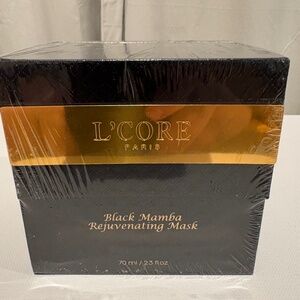 L'CORE
PARIS
Black Mamba
Rejuvenating Mask
70 ml / 2.3 fl oz